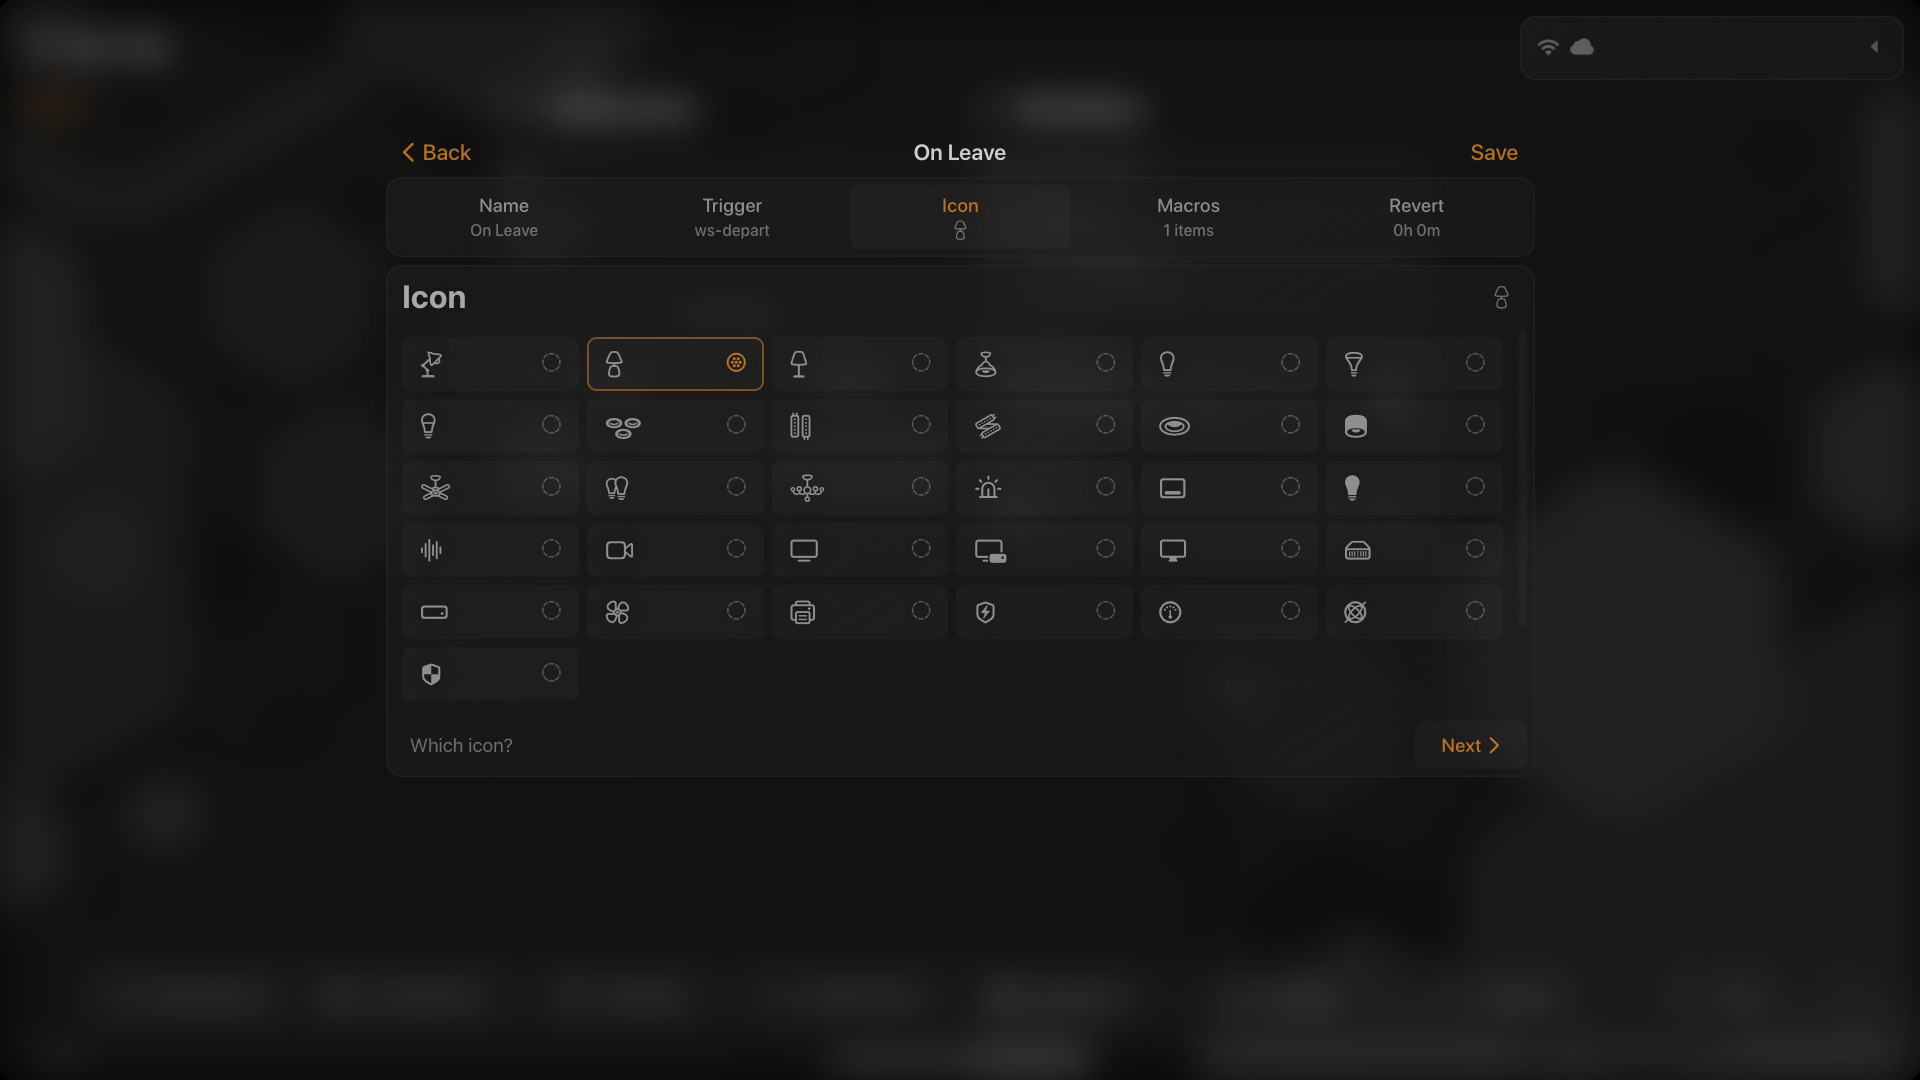 Back
On Leave
Save
Name
On Leave
Trigger
ws-depart
Icon
Macros
1 items
Revert
0h 0m
Icon
Which icon?
Next